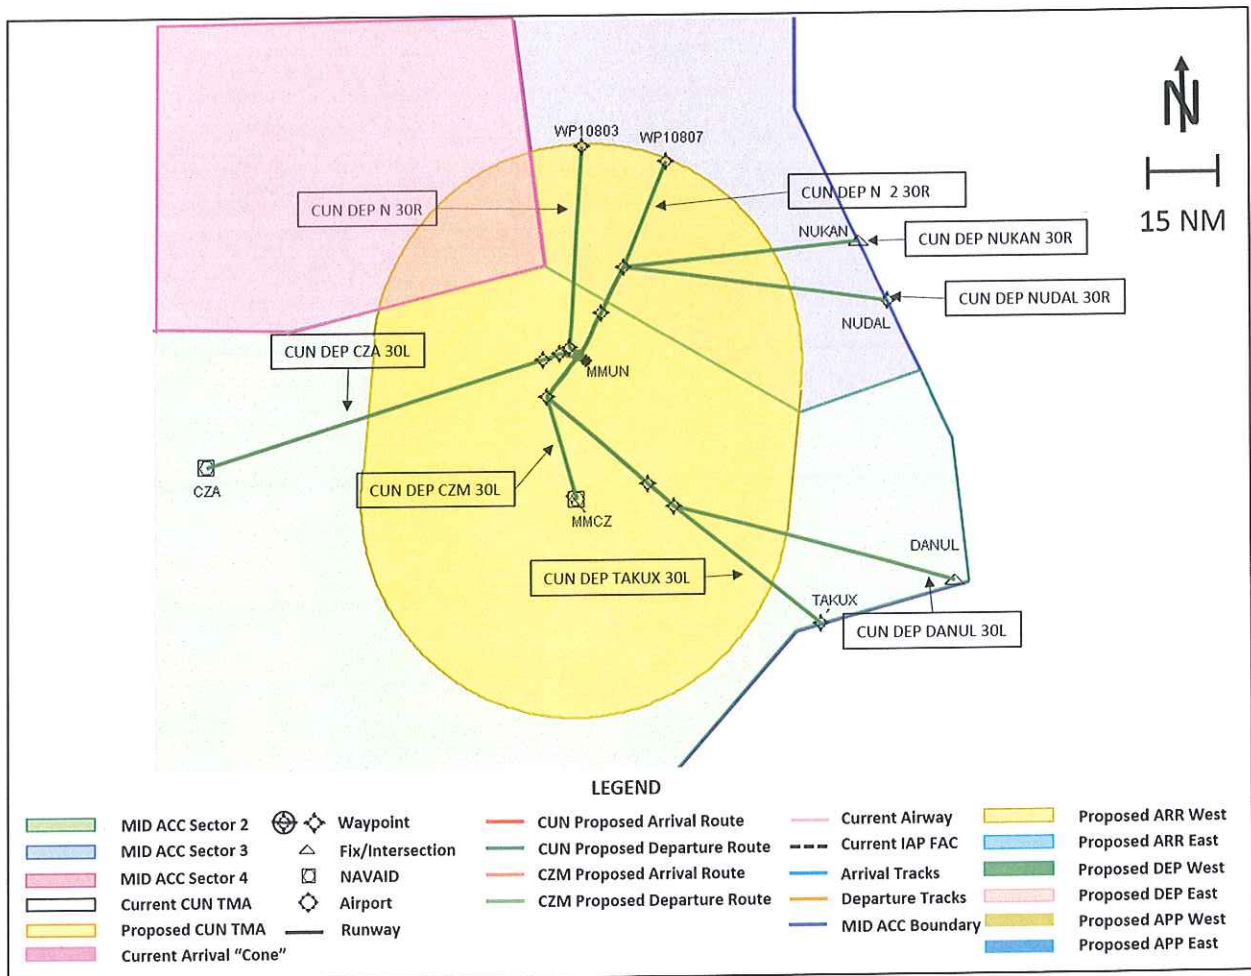 WP10803
WP10807
N
CUN DEP N 30R
CUN DEP N 2 30R
15 NM
NUKAN
CUN DEP NUKAN 30R
CUN DEP NUDAL 30R
NUDAL
CUN DEP CZA 30L
MMUN
CZA
CUN DEP CZM 30L
MMCZ
DANUL
CUN DEP TAKUX 30L
TAKUX
CUN DEP DANUL 30L
LEGEND
MID ACC Sector 2
MID ACC Sector 3
MID ACC Sector 4
Current CUN TMA
Proposed CUN TMA
Current Arrival “Cone”
Waypoint
Fix/Intersection
NAVAID
Airport
Runway
CUN Proposed Arrival Route
CUN Proposed Departure Route
CZM Proposed Arrival Route
CZM Proposed Departure Route
Current Airway
Current IAP FAC
Arrival Tracks
Departure Tracks
MID ACC Boundary
Proposed ARR West
Proposed ARR East
Proposed DEP West
Proposed DEP East
Proposed APP West
Proposed APP East